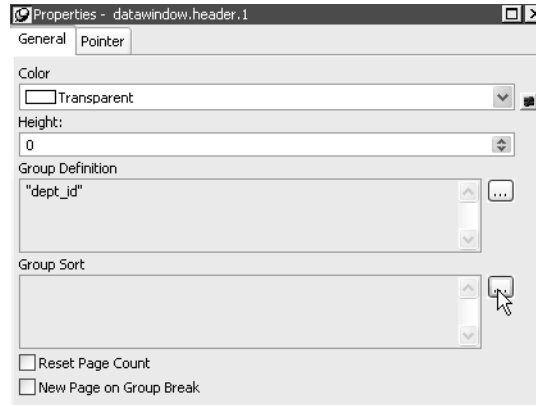 Properties - datawindow.header.1
General Pointer
Color
Transparent
Height:
0
Group Definition
"dept_id"
...
Group Sort
...
Reset Page Count
New Page on Group Break